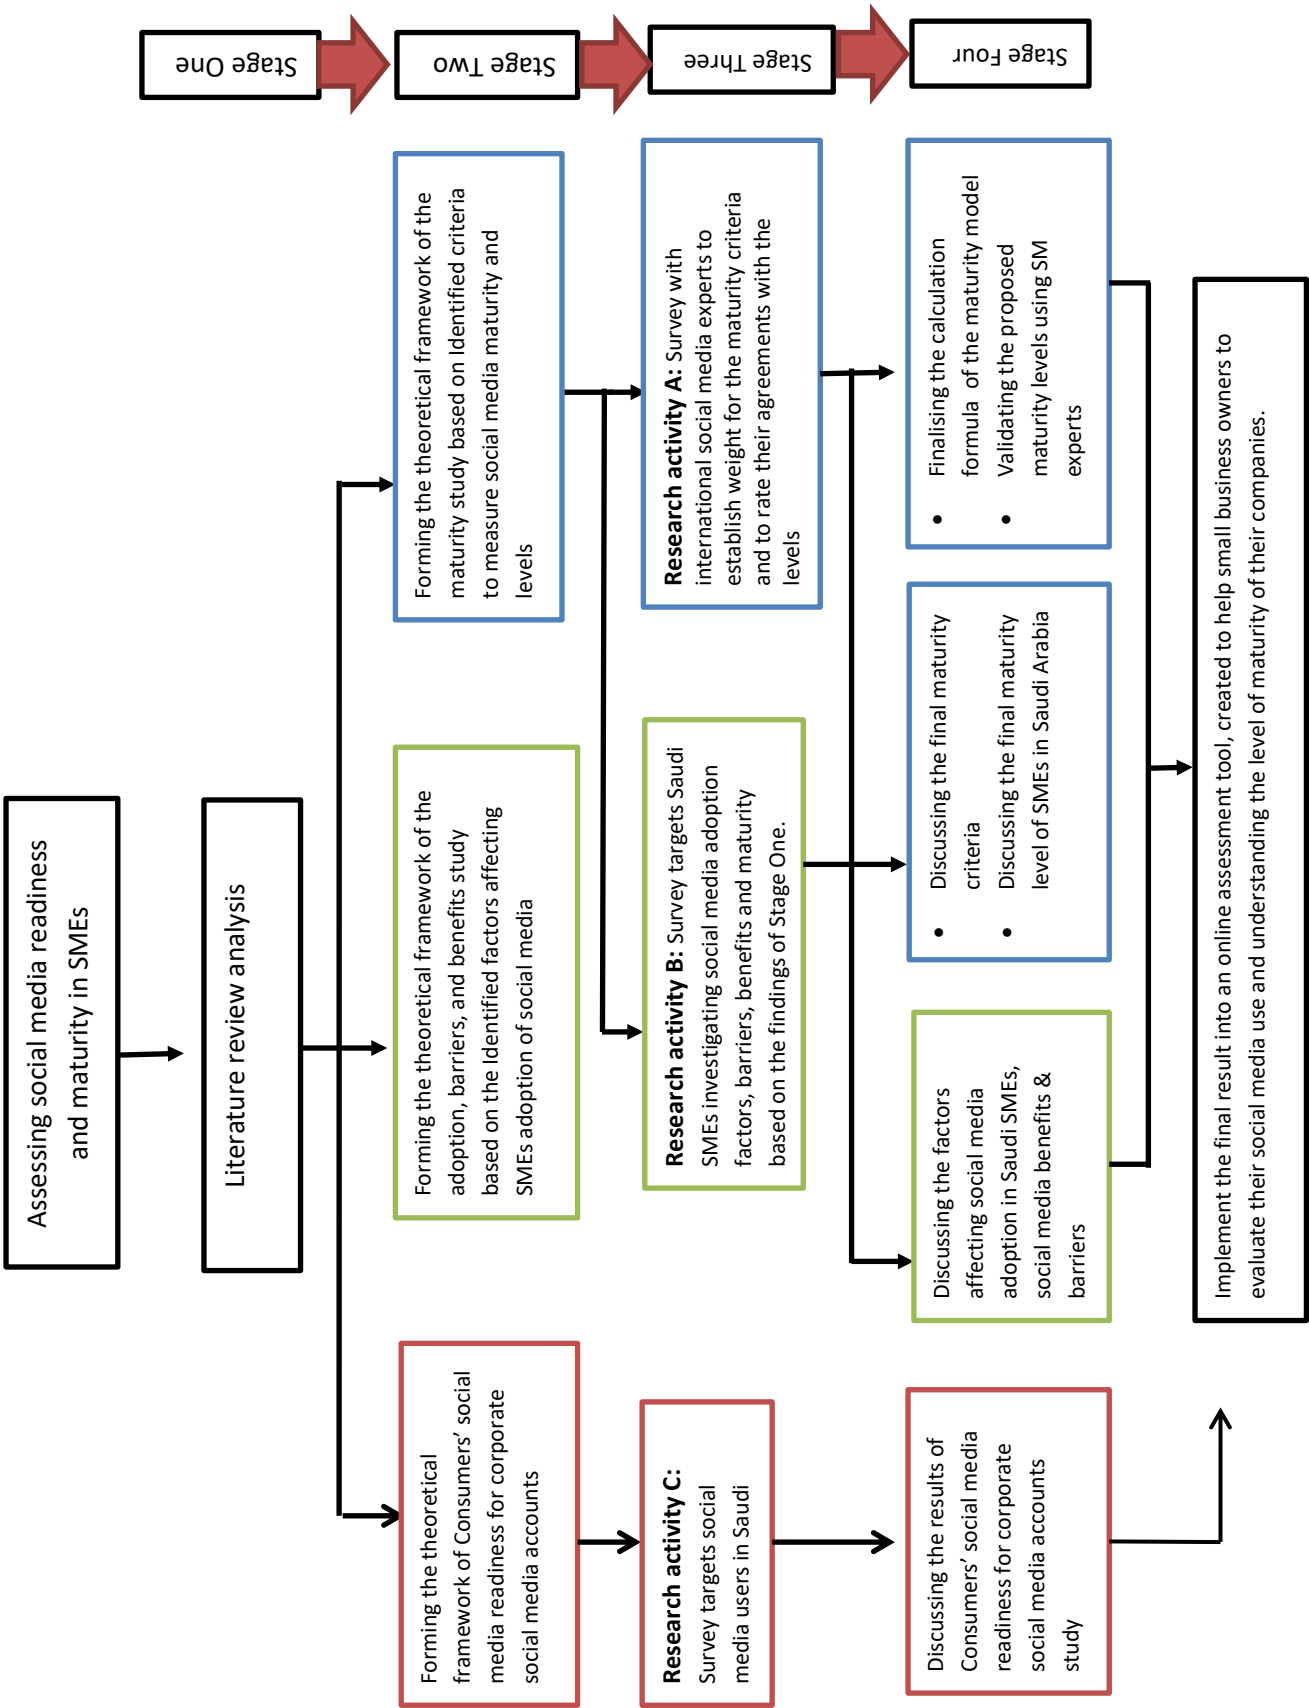 Assessing social media readiness
and maturity in SMEs
Literature review analysis
Stage One
Forming the theoretical
framework of Consumers’ social
media readiness for corporate
social media accounts
Forming the theoretical framework of the
adoption, barriers, and benefits study
based on the Identified factors affecting
SMEs adoption of social media
Forming the theoretical framework of the
maturity study based on Identified criteria
to measure social media maturity and
levels
Stage Two
Research activity C:
Survey targets social
media users in Saudi
Research activity B: Survey targets Saudi
SMEs investigating social media adoption
factors, barriers, benefits and maturity
based on the findings of Stage One.
Research activity A: Survey with
international social media experts to
establish weight for the maturity criteria
and to rate their agreements with the
levels
Stage Three
Discussing the results of
Consumers’ social media
readiness for corporate
social media accounts
study
Discussing the factors
affecting social media
adoption in Saudi SMEs,
social media benefits &
barriers
• Discussing the final maturity
criteria
• Discussing the final maturity
level of SMEs in Saudi Arabia
• Finalising the calculation
formula of the maturity model
• Validating the proposed
maturity levels using SM
experts
Stage Four
Implement the final result into an online assessment tool, created to help small business owners to
evaluate their social media use and understanding the level of maturity of their companies.